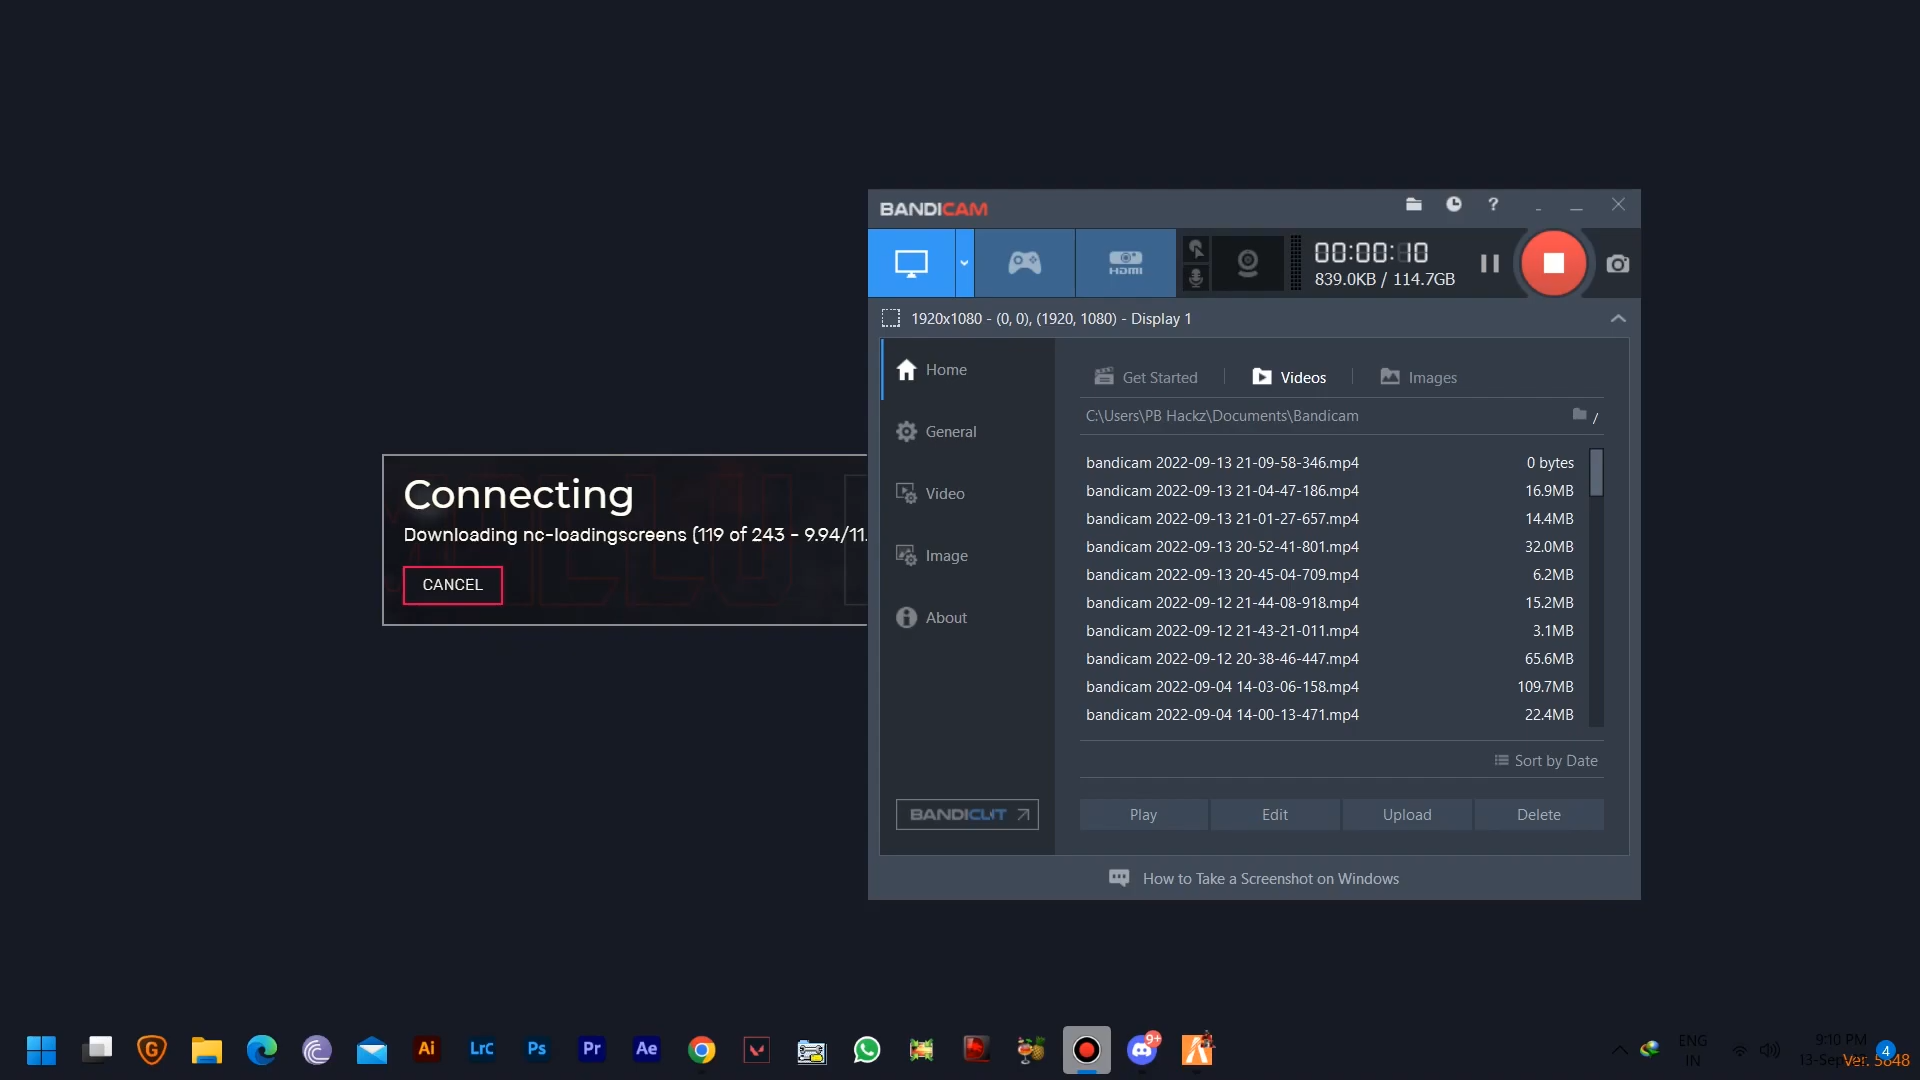 BANDICAM
00:00:10
839.0KB / 114.7GB
HDMI
1920x1080 - (0, 0), (1920, 1080) - Display 1
Home
General
Video
Image
About
BANDICUT
Get Started
Videos
Images
C:\Users\PB Hackz\Documents\Bandicam
bandicam 2022-09-13 21-09-58-346.mp4 0 bytes
bandicam 2022-09-13 21-04-47-186.mp4 16.9MB
bandicam 2022-09-13 21-01-27-657.mp4 14.4MB
bandicam 2022-09-13 20-52-41-801.mp4 32.0MB
bandicam 2022-09-13 20-45-04-709.mp4 6.2MB
bandicam 2022-09-12 21-44-08-918.mp4 15.2MB
bandicam 2022-09-12 21-43-21-011.mp4 3.1MB
bandicam 2022-09-12 20-38-46-447.mp4 65.6MB
bandicam 2022-09-04 14-03-06-158.mp4 109.7MB
bandicam 2022-09-04 14-00-13-471.mp4 22.4MB
Sort by Date
Play Edit Upload Delete
How to Take a Screenshot on Windows
Connecting
Downloading nc-loadingscreens (119 of 243 - 9.94/11.
CANCEL
Ai LrC Ps Pr Ae
9+
ENG
IN
9:10 PM
13-Sep
4
Ver. 5848